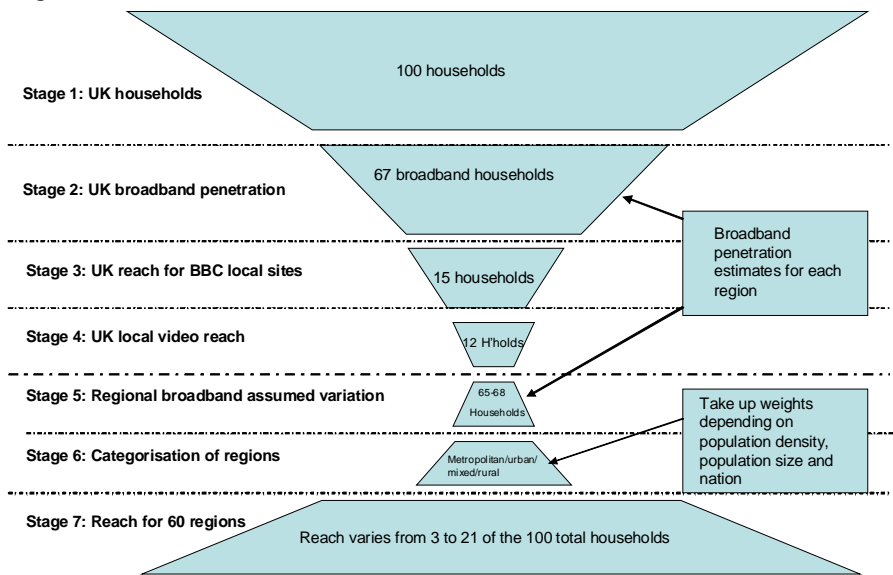 100 households
Stage 1: UK households
67 broadband households
Stage 2: UK broadband penetration
Broadband
penetration
estimates for each
region
Stage 3: UK reach for BBC local sites
15 households
Stage 4: UK local video reach
12 H'holds
Stage 5: Regional broadband assumed variation
65-68
Households
Take up weights
depending on
population density,
population size and
nation
Stage 6: Categorisation of regions
Metropolitan/urban/
mixed/rural
Stage 7: Reach for 60 regions
Reach varies from 3 to 21 of the 100 total households